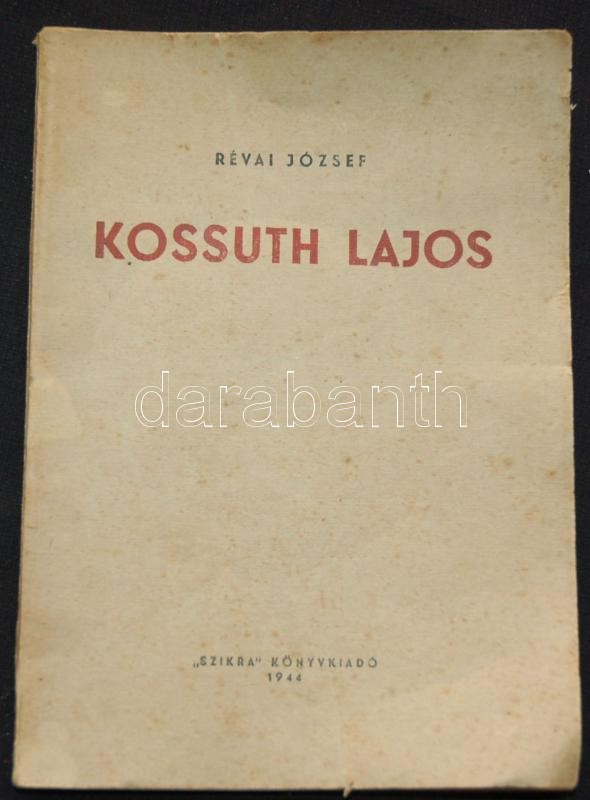 RÉVAI JÓZSEF
KOSSUTH LAJOS
darabanth
„SZIKRA" KÖNYVKIADÓ
1944